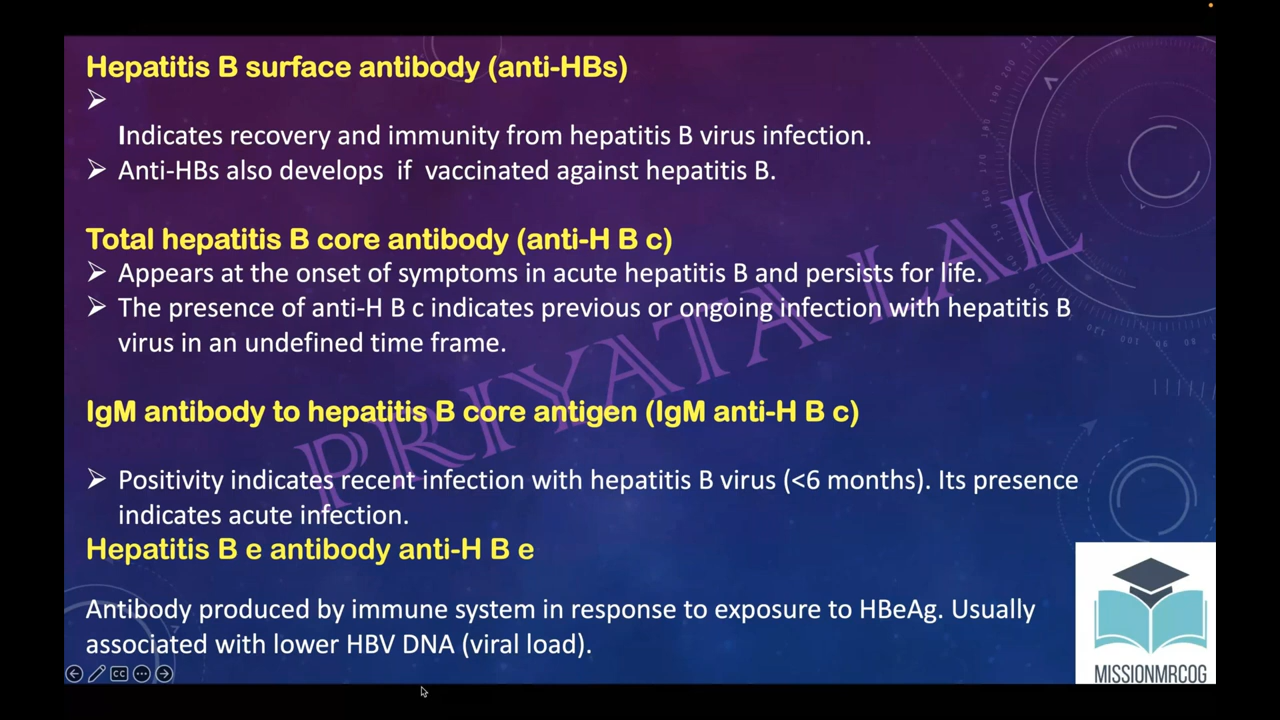 Hepatitis B surface antibody (anti-HBs)
➢
Indicates recovery and immunity from hepatitis B virus infection.
➢ Anti-HBs also develops if vaccinated against hepatitis B.
Total hepatitis B core antibody (anti-H B c)
➢ Appears at the onset of symptoms in acute hepatitis B and persists for life.
➢ The presence of anti-H B c indicates previous or ongoing infection with hepatitis B
virus in an undefined time frame.
IgM antibody to hepatitis B core antigen (IgM anti-H B c)
➢ Positivity indicates recent infection with hepatitis B virus (<6 months). Its presence
indicates acute infection.
Hepatitis B e antibody anti-H B e
Antibody produced by immune system in response to exposure to HBeAg. Usually
associated with lower HBV DNA (viral load).
PRIYATA LAL
MISSIONMRCOG
CC